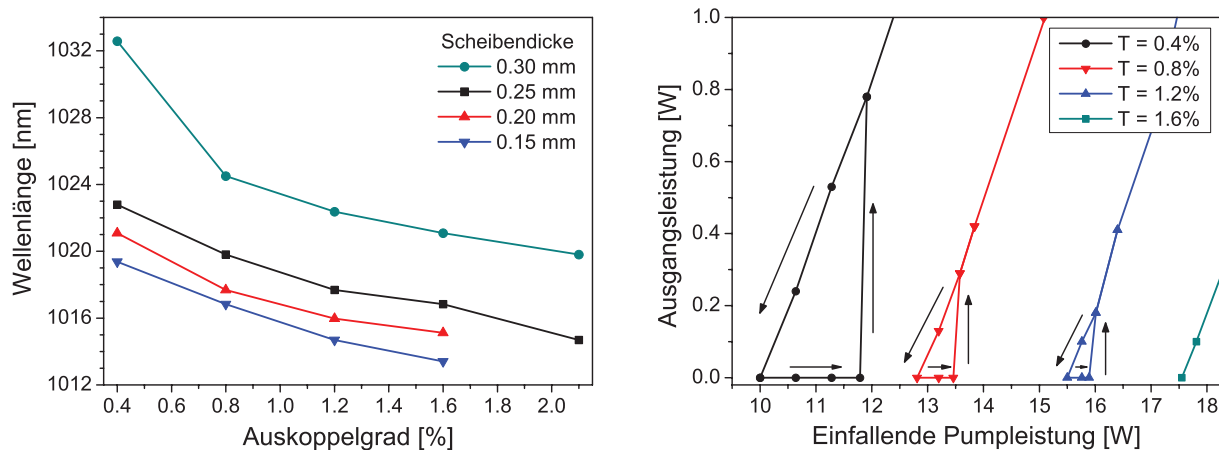 Wellenlänge [nm]
1032
1028
1024
1020
1016
1012
Scheibendicke
0.30 mm
0.25 mm
0.20 mm
0.15 mm
0.4 0.6 0.8 1.0 1.2 1.4 1.6 1.8 2.0
Auskoppelgrad [%]
Ausgangsleistung [W]
1.0
0.8
0.6
0.4
0.2
0.0
T = 0.4%
T = 0.8%
T = 1.2%
T = 1.6%
10 11 12 13 14 15 16 17 18
Einfallende Pumpleistung [W]